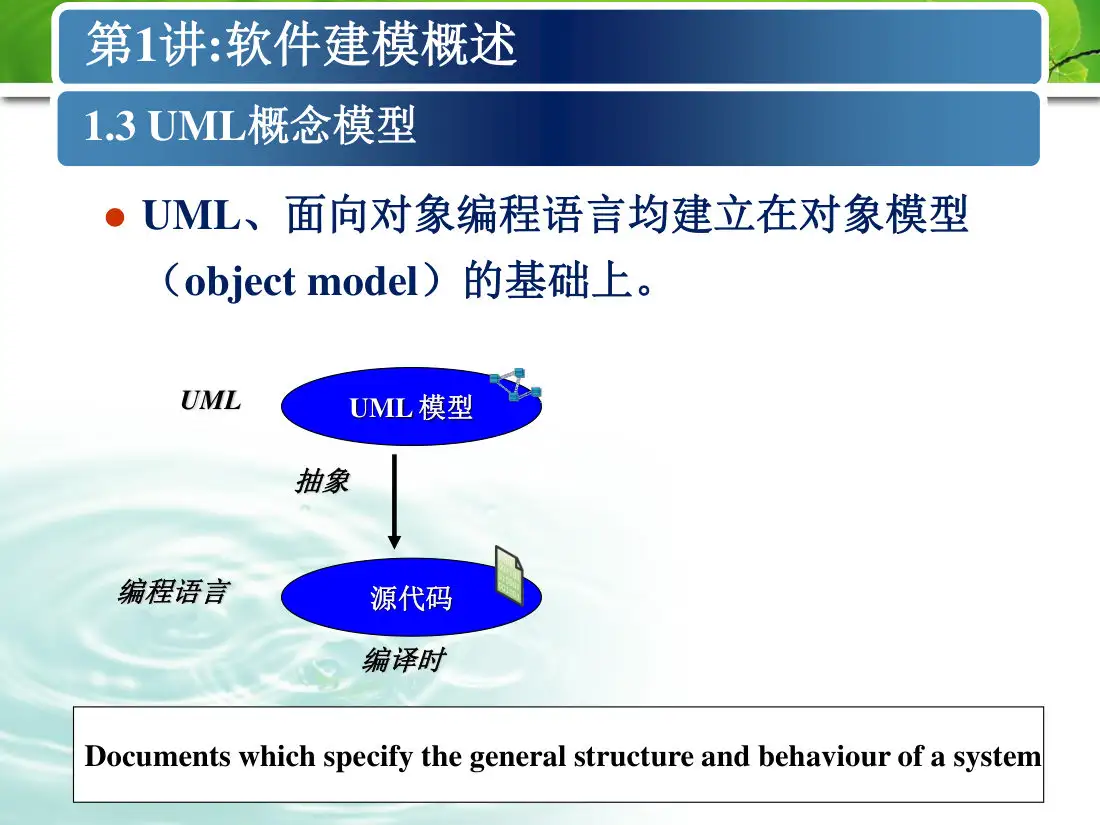 第1讲:软件建模概述
1.3 UML概念模型
UML、面向对象编程语言均建立在对象模型
（object model）的基础上。
UML
UML 模型
抽象
编程语言
源代码
编译时
Documents which specify the general structure and behaviour of a system